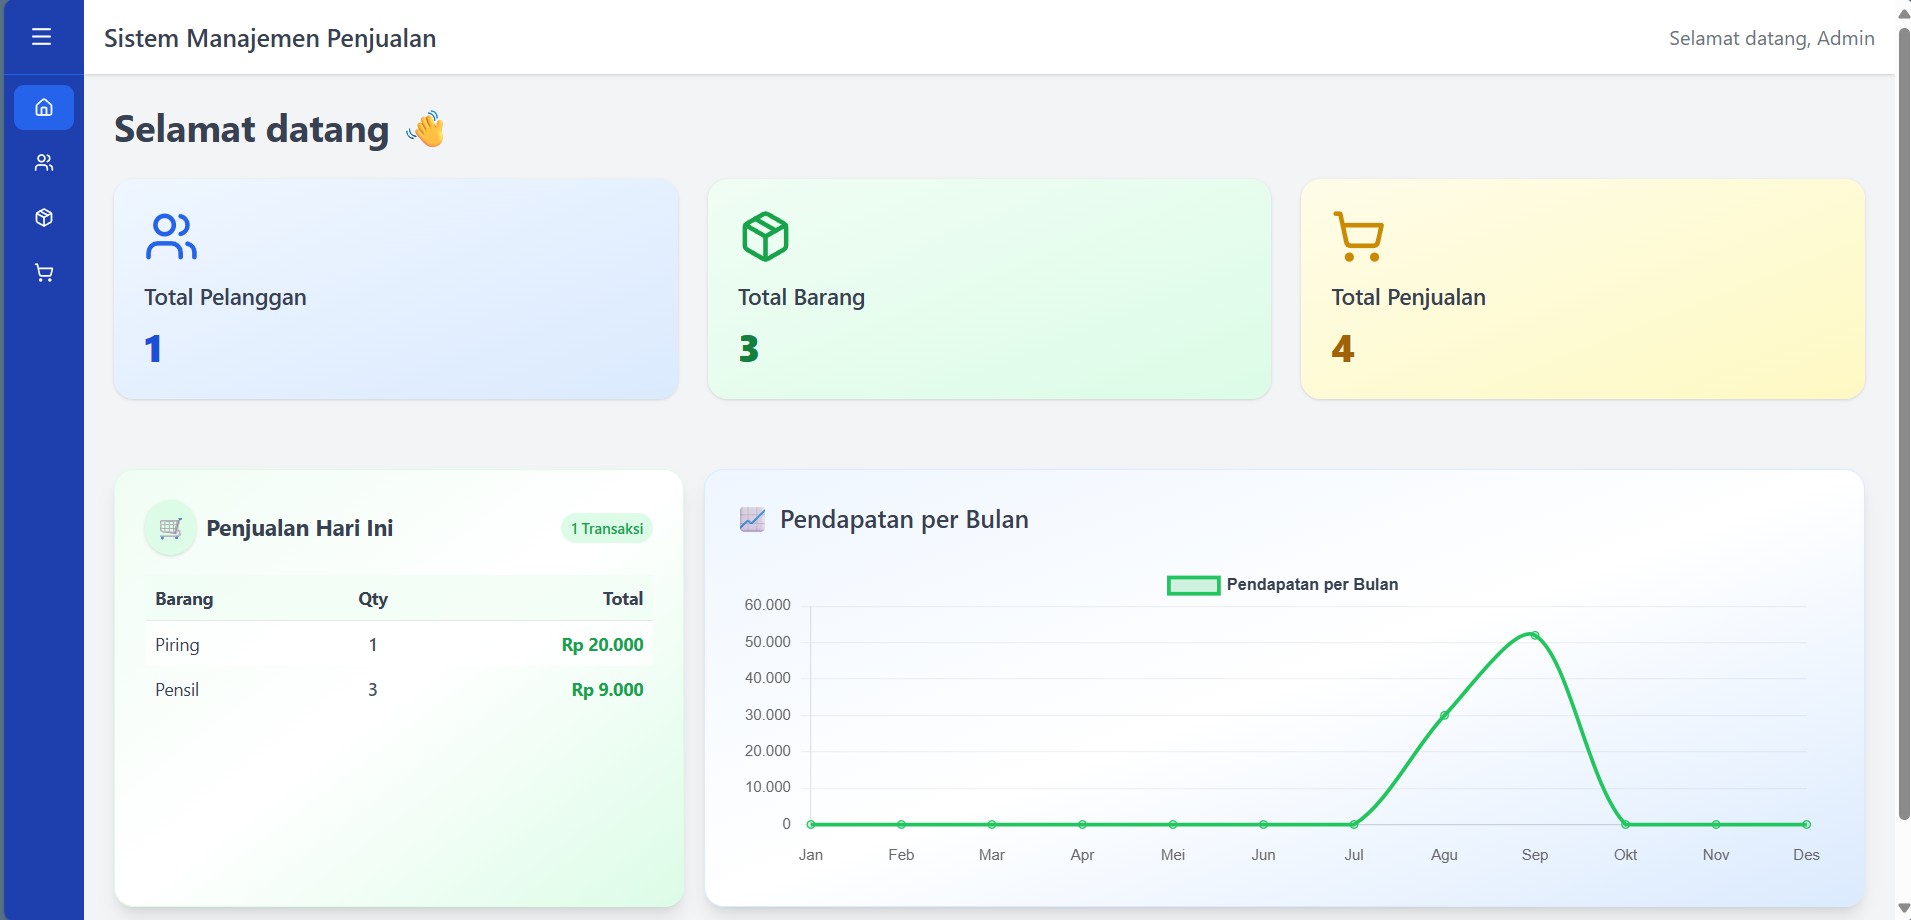 Sistem Manajemen Penjualan
Selamat datang, Admin
Selamat datang 👋
Total Pelanggan
1
Total Barang
3
Total Penjualan
4
Penjualan Hari Ini
1 Transaksi
Barang Qty Total
Piring 1 Rp 20.000
Pensil 3 Rp 9.000
Pendapatan per Bulan
Pendapatan per Bulan
60.000
50.000
40.000
30.000
20.000
10.000
0
Jan Feb Mar Apr Mei Jun Jul Agu Sep Okt Nov Des